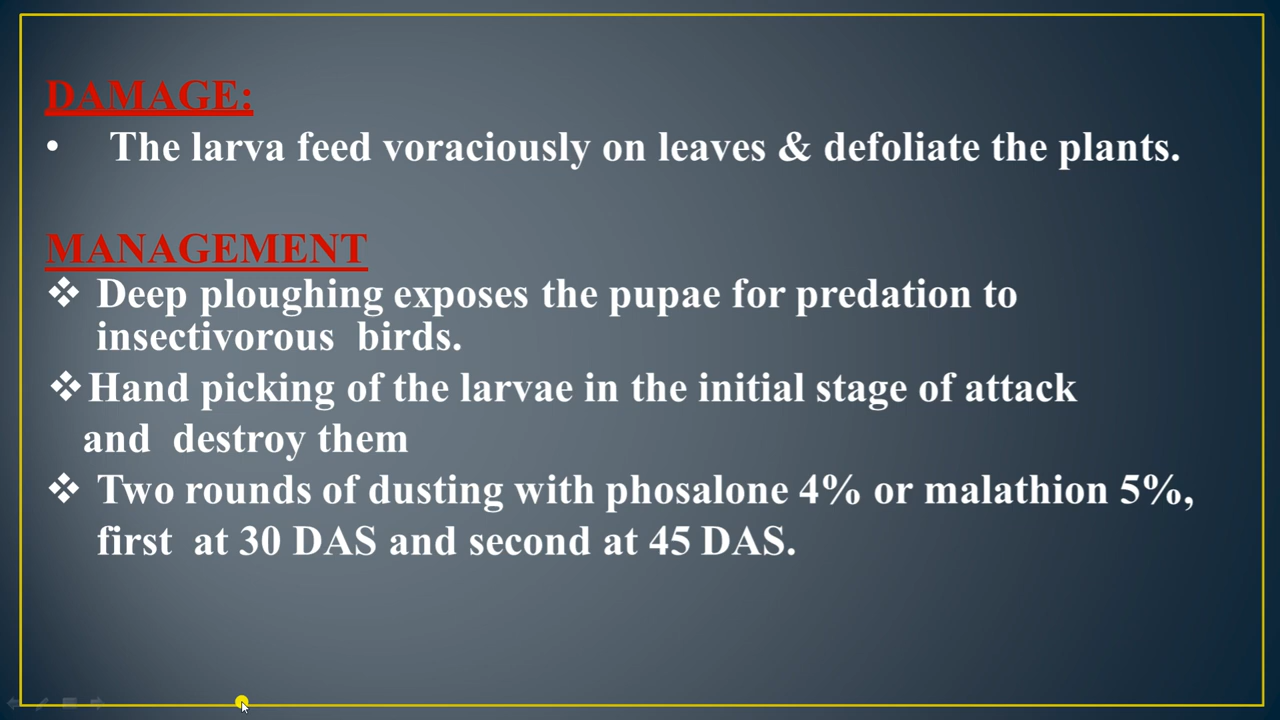 DAMAGE:
• The larva feed voraciously on leaves & defoliate the plants.
MANAGEMENT
❖ Deep ploughing exposes the pupae for predation to
insectivorous birds.
❖Hand picking of the larvae in the initial stage of attack
and destroy them
❖ Two rounds of dusting with phosalone 4% or malathion 5%,
first at 30 DAS and second at 45 DAS.